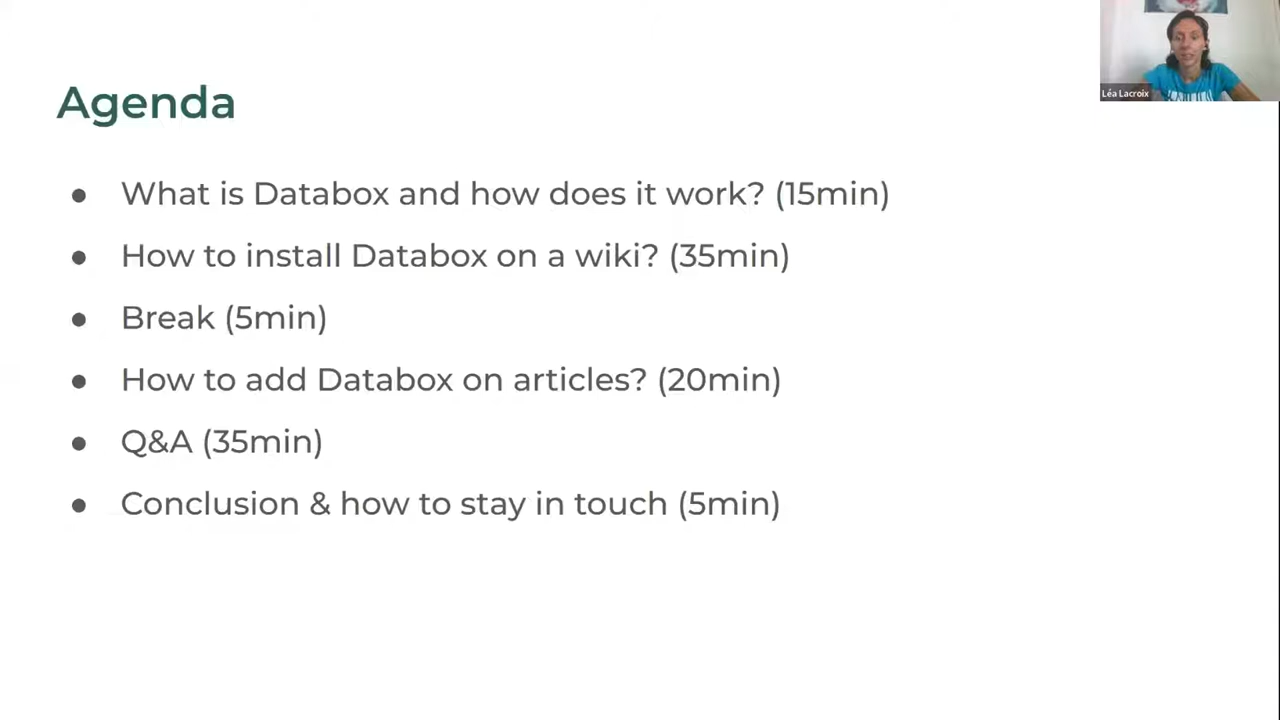 Agenda
Léa Lacroix
● What is Databox and how does it work? (15min)
● How to install Databox on a wiki? (35min)
● Break (5min)
● How to add Databox on articles? (20min)
● Q&A (35min)
● Conclusion & how to stay in touch (5min)